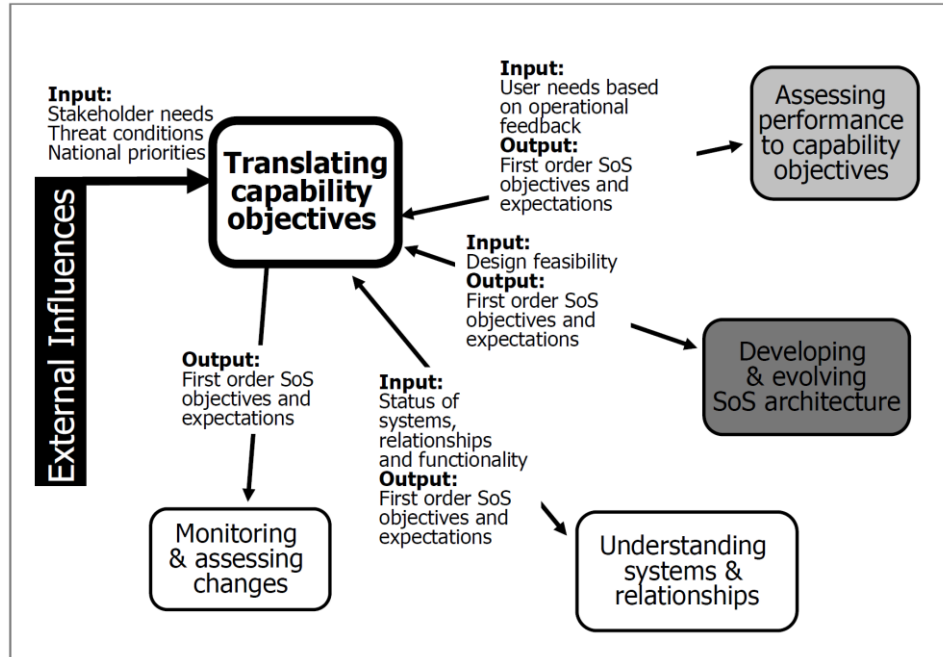 External Influences
Input:
Stakeholder needs
Threat conditions
National priorities
Translating
capability
objectives
Input:
User needs based
on operational
feedback
Output:
First order SoS
objectives and
expectations
Assessing
performance
to capability
objectives
Input:
Design feasibility
Output:
First order SoS
objectives and
expectations
Developing
& evolving
SoS architecture
Output:
First order SoS
objectives and
expectations
Input:
Status of
systems,
relationships
and functionality
Output:
First order SoS
objectives and
expectations
Monitoring
& assessing
changes
Understanding
systems &
relationships